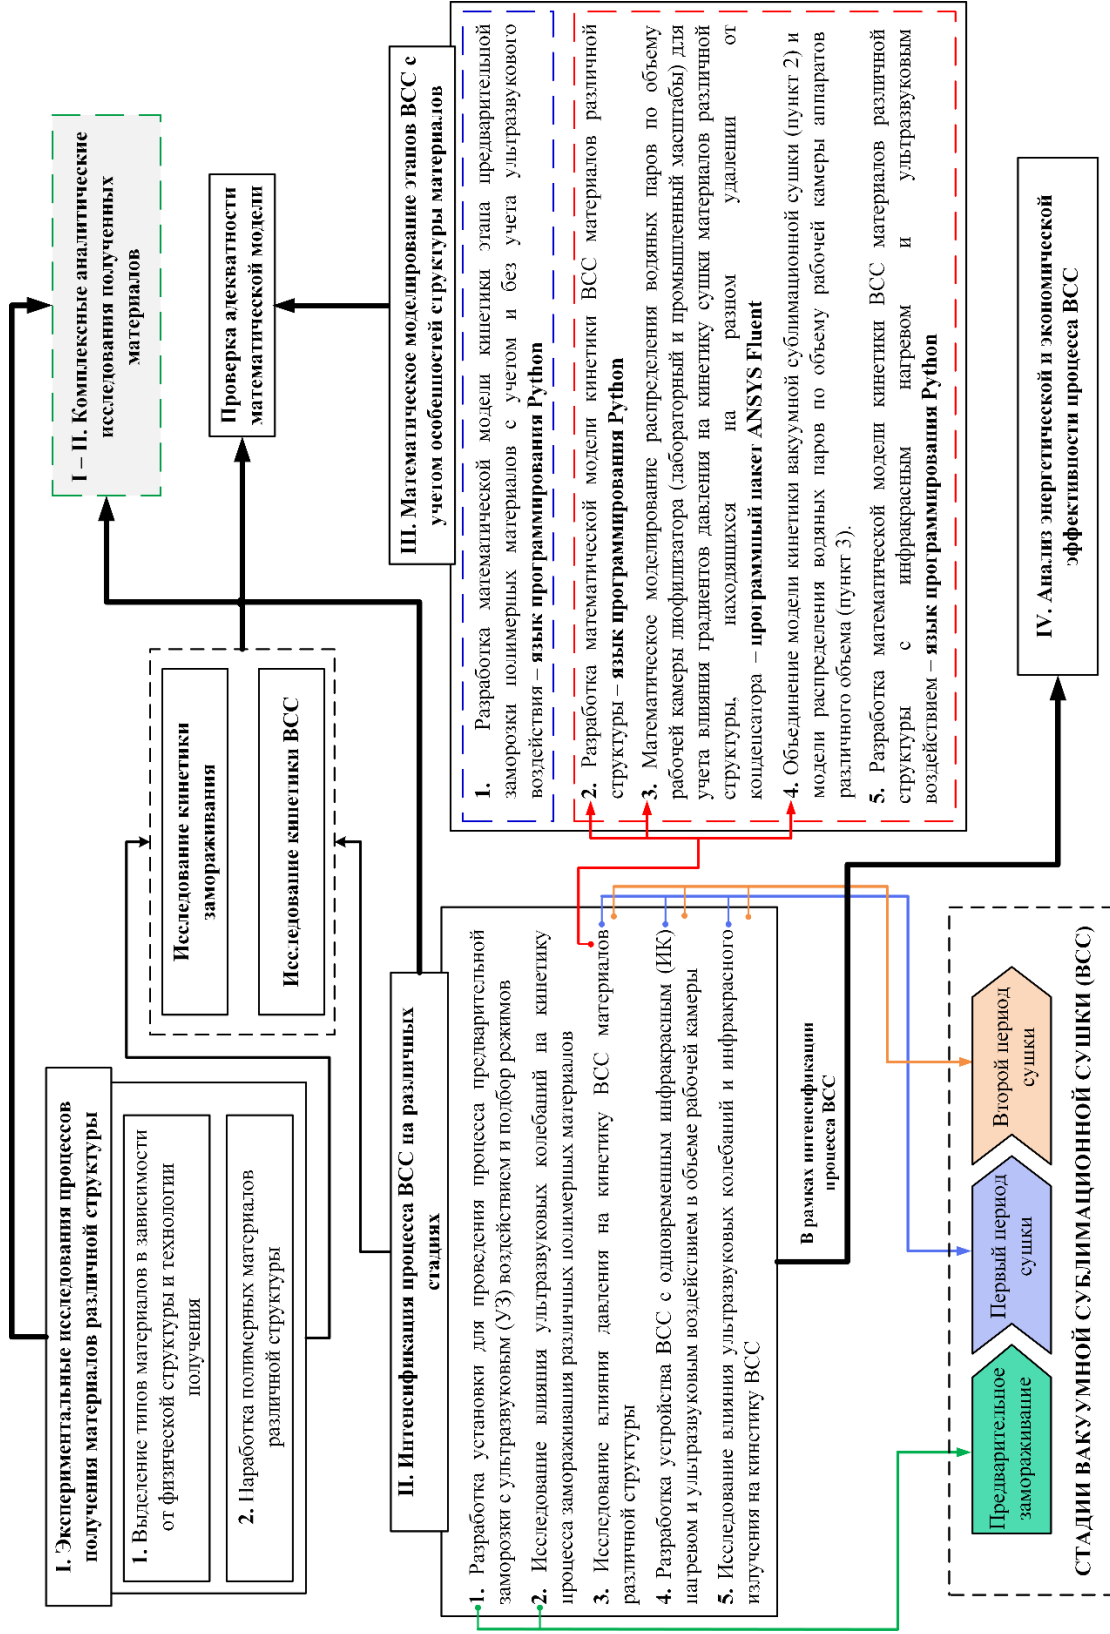 I. Экспериментальные исследования процессов
получения материалов различной структуры
1. Выделение типов материалов в зависимости
от физической структуры и технологии
получения
2. Наработка полимерных материалов
различной структуры
Исследование кинетики
замораживания
Исследование кинетики ВСС
I – II. Комплексные аналитические
исследования полученных
материалов
Проверка адекватности
математической модели
II. Интенсификация процесса ВСС на различных
стадиях
1. Разработка установки для проведения процесса предварительной
заморозки с ультразвуковым (УЗ) воздействием и подбор режимов
2. Исследование влияния ультразвуковых колебаний на кинетику
процесса замораживания различных полимерных материалов
3. Исследование влияния давления на кинетику ВСС материалов
различной структуры
4. Разработка устройства ВСС с одновременным инфракрасным (ИК)
нагревом и ультразвуковым воздействием в объеме рабочей камеры
5. Исследование влияния ультразвуковых колебаний и инфракрасного
излучения на кинетику ВСС
III. Математическое моделирование этапов ВСС с
учетом особенностей структуры материалов
1. Разработка математической модели кинетики этапа предварительной
заморозки полимерных материалов с учетом и без учета ультразвукового
воздействия – язык программирования Python
2. Разработка математической модели кинетики ВСС материалов различной
структуры – язык программирования Python
3. Математическое моделирование распределения водяных паров по объему
рабочей камеры лиофилизатора (лабораторный и промышленный масштабы) для
учета влияния градиентов давления на кинетику сушки материалов различной
структуры, находящихся на разном удалении от
конденсатора – программный пакет ANSYS Fluent
4. Объединение модели кинетики вакуумной сублимационной сушки (пункт 2) и
модели распределения водяных паров по объему рабочей камеры аппаратов
различного объема (пункт 3).
5. Разработка математической модели кинетики ВСС материалов различной
структуры с инфракрасным нагревом и ультразвуковым
воздействием – язык программирования Python
В рамках интенсификации
процесса ВСС
IV. Анализ энергетической и экономической
эффективности процесса ВСС
Предварительное
замораживание
Первый период
сушки
Второй период
сушки
СТАДИИ ВАКУУМНОЙ СУБЛИМАЦИОННОЙ СУШКИ (ВСС)